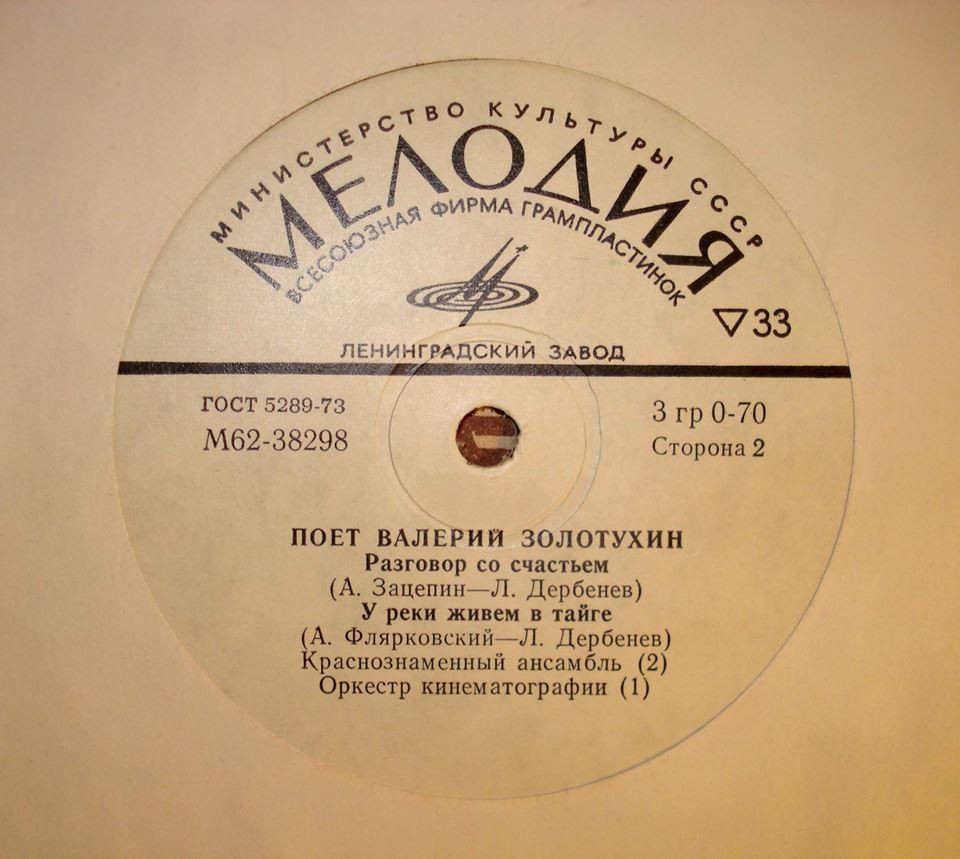 МИНИСТЕРСТВО КУЛЬТУРЫ СССР
МЕЛОДИЯ
ВСЕСОЮЗНАЯ ФИРМА ГРАМПЛАСТИНОК
33
ЛЕНИНГРАДСКИЙ ЗАВОД
ГОСТ 5289-73
М62-38298
3 гр 0-70
Сторона 2
ПОЕТ ВАЛЕРИЙ ЗОЛОТУХИН
Разговор со счастьем
(А. Зацепин—Л. Дербенев)
У реки живем в тайге
(А. Флярковский—Л. Дербенев)
Краснознаменный ансамбль (2)
Оркестр кинематографии (1)